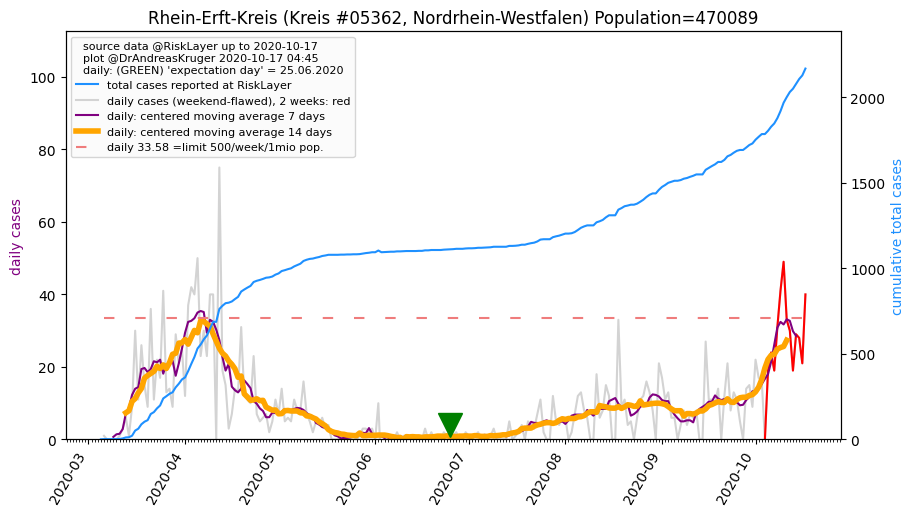 Rhein-Erft-Kreis (Kreis #05362, Nordrhein-Westfalen) Population=470089
source data @RiskLayer up to 2020-10-17
plot @DrAndreasKruger 2020-10-17 04:45
daily: (GREEN) 'expectation day' = 25.06.2020
total cases reported at RiskLayer
daily cases (weekend-flawed), 2 weeks: red
daily: centered moving average 7 days
daily: centered moving average 14 days
daily 33.58 =limit 500/week/1mio pop.
daily cases
100
80
60
40
20
0
cumulative total cases
2000
1500
1000
500
0
2020-03
2020-04
2020-05
2020-06
2020-07
2020-08
2020-09
2020-10